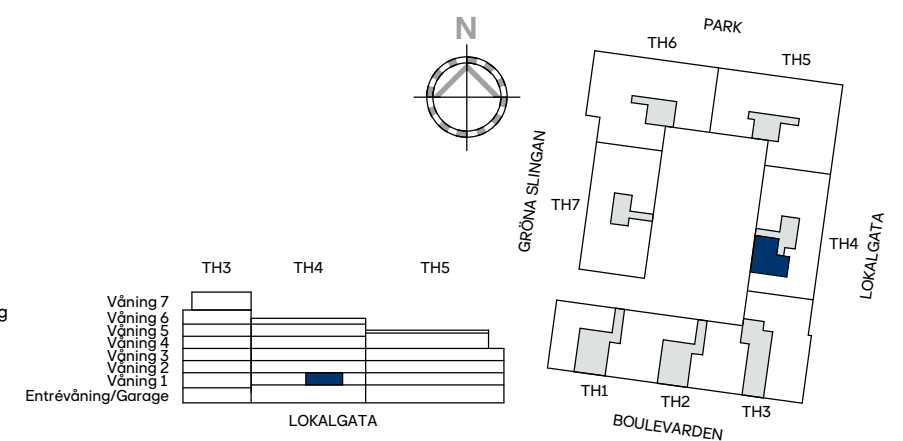 N
PARK
TH6
TH5
GRÖNA SLINGAN
TH7
TH4
LOKALGATA
TH3
TH4
TH5
Våning 7
g
Våning 6
Våning 5
Våning 4
Våning 3
Våning 2
Våning 1
Entrévåning/Garage
LOKALGATA
TH1
TH2
TH3
BOULEVARDEN